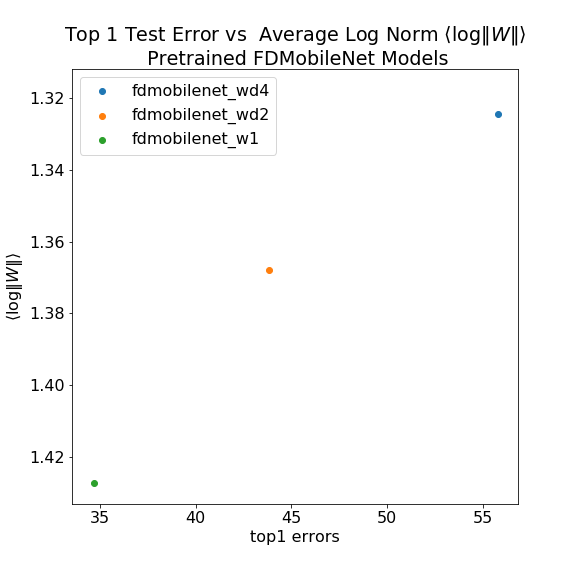 Top 1 Test Error vs  Average Log Norm ⟨log‖W‖⟩
Pretrained FDMobileNet Models
fdmobilenet_wd4
fdmobilenet_wd2
fdmobilenet_w1
1.32
1.34
1.36
1.38
1.40
1.42
⟨log‖W‖⟩
35
40
45
50
55
top1 errors